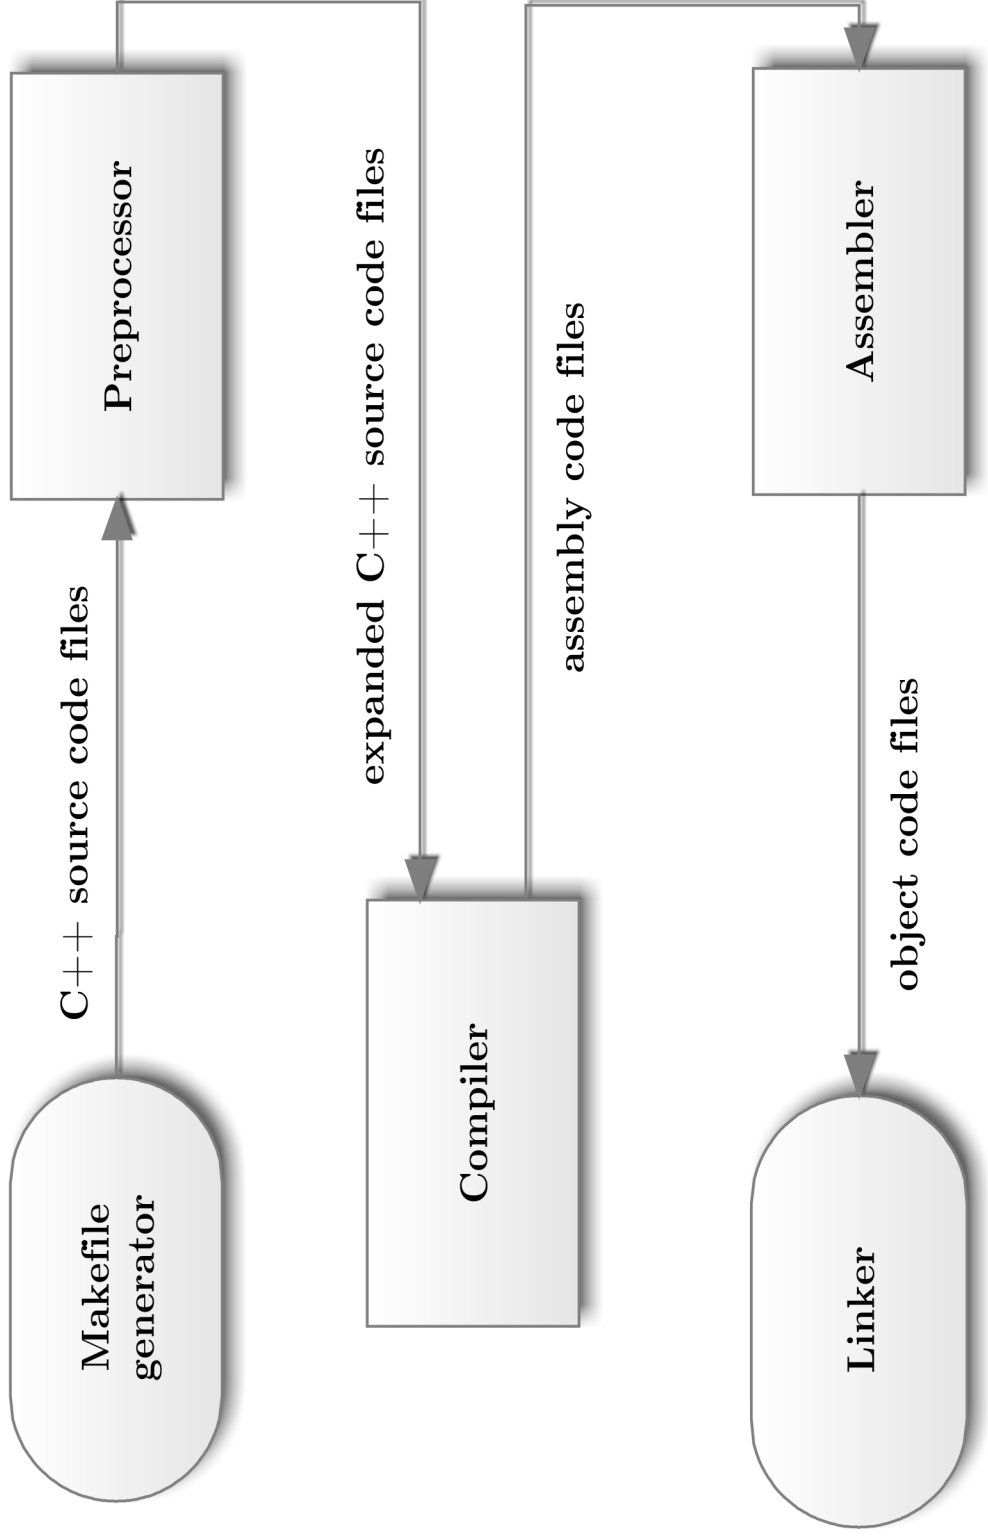 Makefile
generator
C++ source code files
Preprocessor
expanded C++ source code files
Compiler
assembly code files
Assembler
object code files
Linker